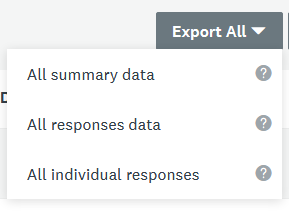 Export All
All summary data ?
All responses data ?
All individual responses ?